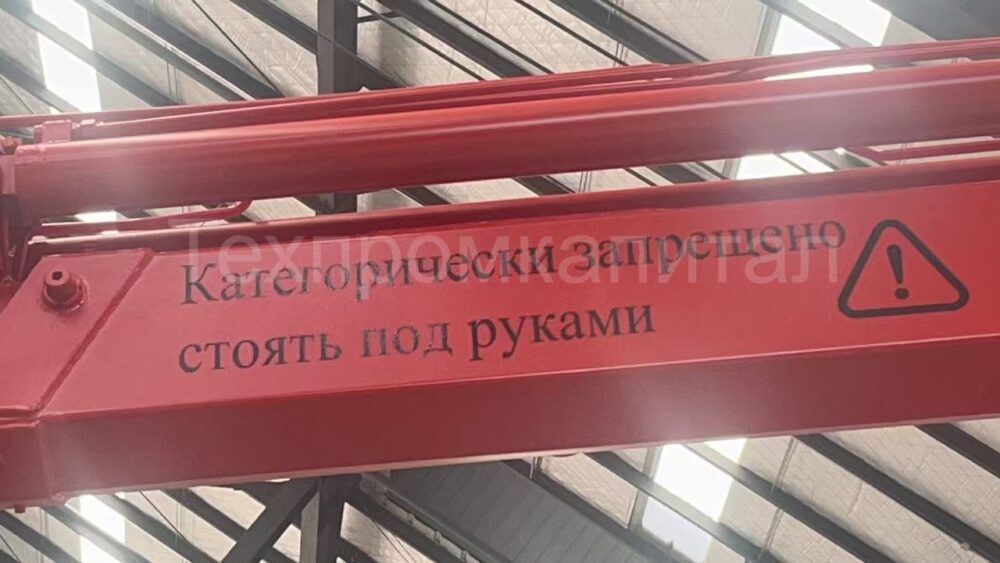 Техпромкапитал
Категорически запрещено
стоять под руками